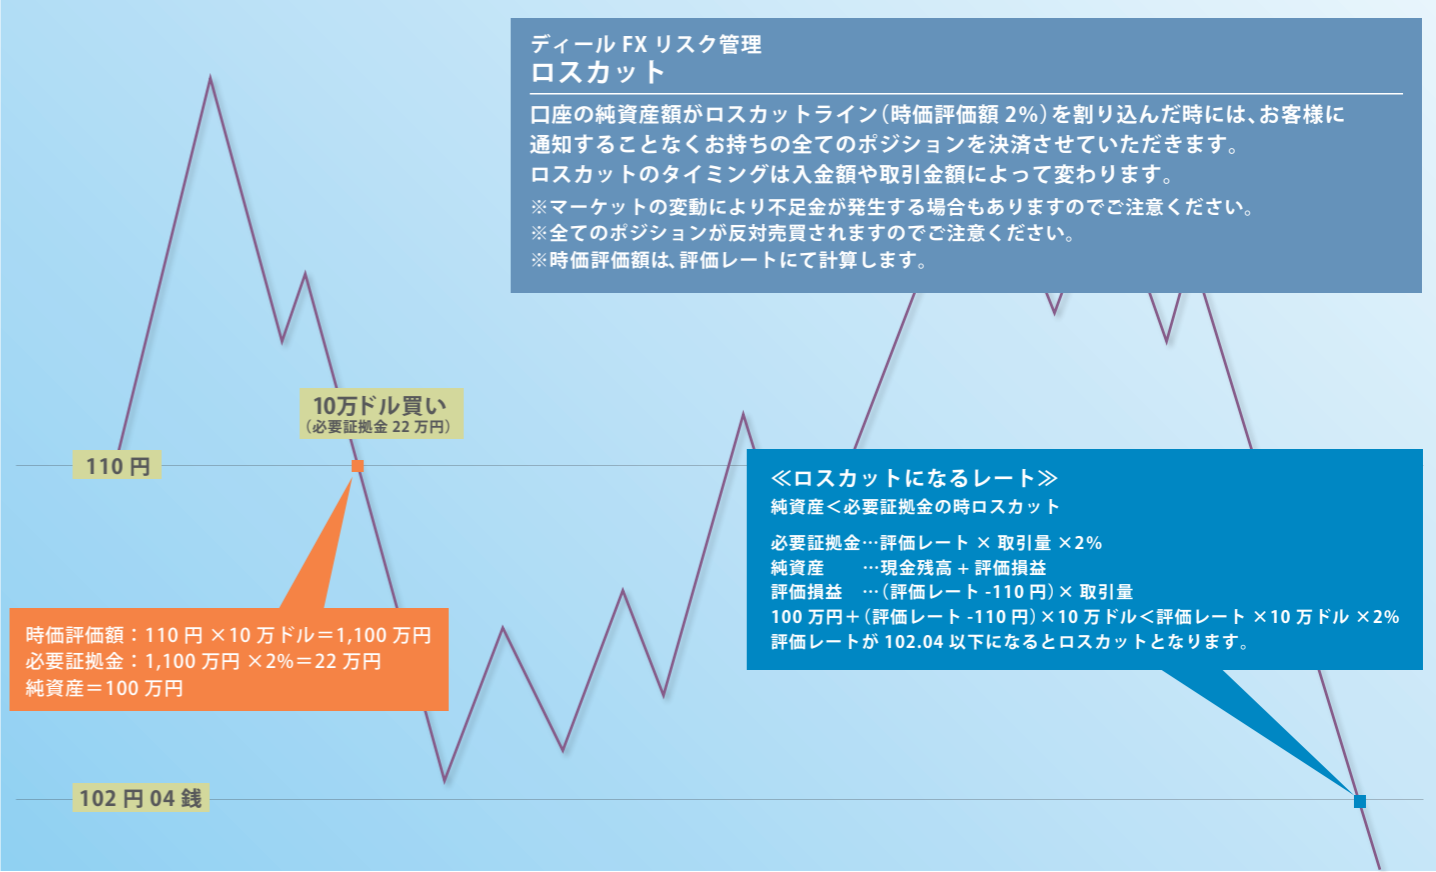 ディール FX リスク管理
ロスカット
口座の純資産額がロスカットライン（時価評価額 2%）を割り込んだ時には、お客様に
通知することなくお持ちの全てのポジションを決済させていただきます。
ロスカットのタイミングは入金額や取引金額によって変わります。
※マーケットの変動により不足金が発生する場合もありますのでご注意ください。
※全てのポジションが反対売買されますのでご注意ください。
※時価評価額は、評価レートにて計算します。
10万ドル買い
（必要証拠金 22 万円）
110 円
≪ロスカットになるレート≫
純資産＜必要証拠金の時ロスカット
必要証拠金…評価レート × 取引量 ×2%
純資産　　…現金残高 + 評価損益
評価損益　…（評価レート -110 円）× 取引量
100 万円＋（評価レート -110 円）×10 万ドル＜評価レート ×10 万ドル ×2%
評価レートが 102.04 以下になるとロスカットとなります。
時価評価額：110 円 ×10 万ドル＝1,100 万円
必要証拠金：1,100 万円 ×2%＝22 万円
純資産＝100 万円
102 円 04 銭